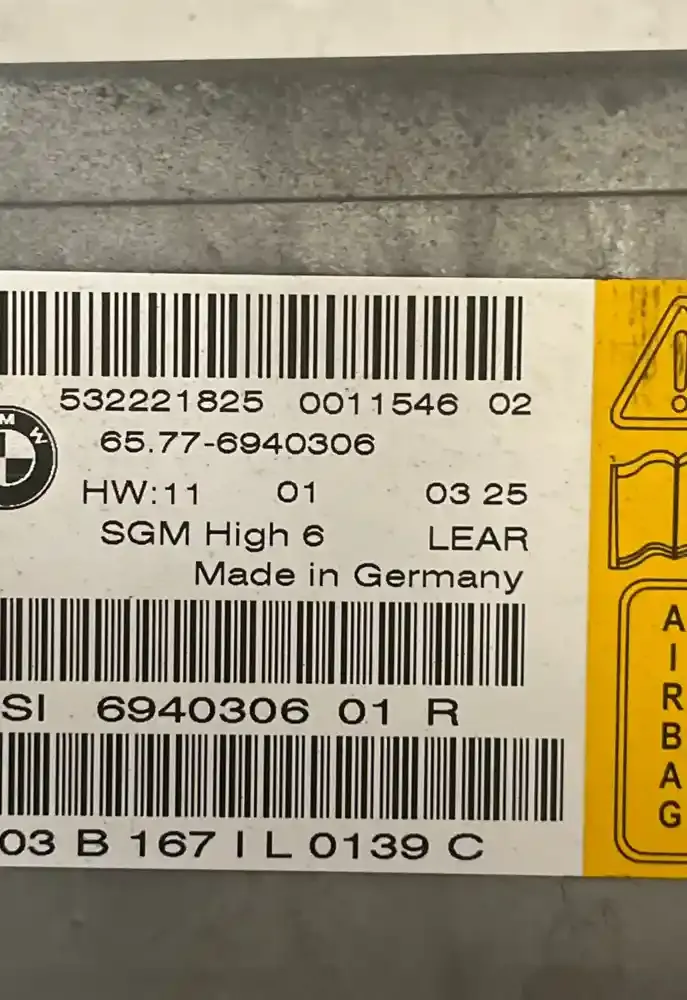 532221825 0011546 02
65.77-6940306
HW:11 01 03 25
SGM High 6 LEAR
Made in Germany
SI 6940306 01 R
03 B 167 I L 0139 C
M W
AIRBAG